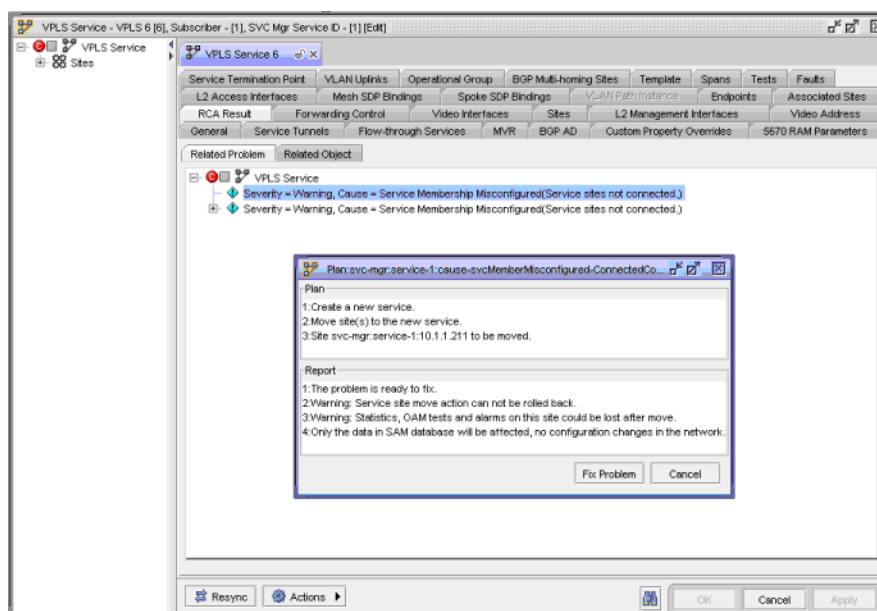 VPLS Service - VPLS 6 [6], Subscriber - [1], SVC Mgr Service ID - [1] [Edit]
VPLS Service
Sites
VPLS Service 6
Service Termination Point VLAN Uplinks Operational Group BGP Multi-homing Sites Template Spans Tests Faults
L2 Access Interfaces Mesh SDP Bindings Spoke SDP Bindings VLAN Path Instance Endpoints Associated Sites
RCA Result Forwarding Control Video Interfaces Sites L2 Management Interfaces Video Address
General Service Tunnels Flow-through Services MVR BGP AD Custom Property Overrides 5670 RAM Parameters
Related Problem Related Object
VPLS Service
Severity = Warning, Cause = Service Membership Misconfigured(Service sites not connected.)
Severity = Warning, Cause = Service Membership Misconfigured(Service sites not connected.)
Plan:svc-mgr:service-1:cause-svcMemberMisconfigured-ConnectedCo...
Plan
1:Create a new service.
2:Move site(s) to the new service.
3:Site svc-mgr:service-1:10.1.1.211 to be moved.
Report
1:The problem is ready to fix.
2:Warning: Service site move action can not be rolled back.
3:Warning: Statistics, OAM tests and alarms on this site could be lost after move.
4:Only the data in SAM database will be affected, no configuration changes in the network.
Fix Problem Cancel
Resync Actions OK Cancel Apply